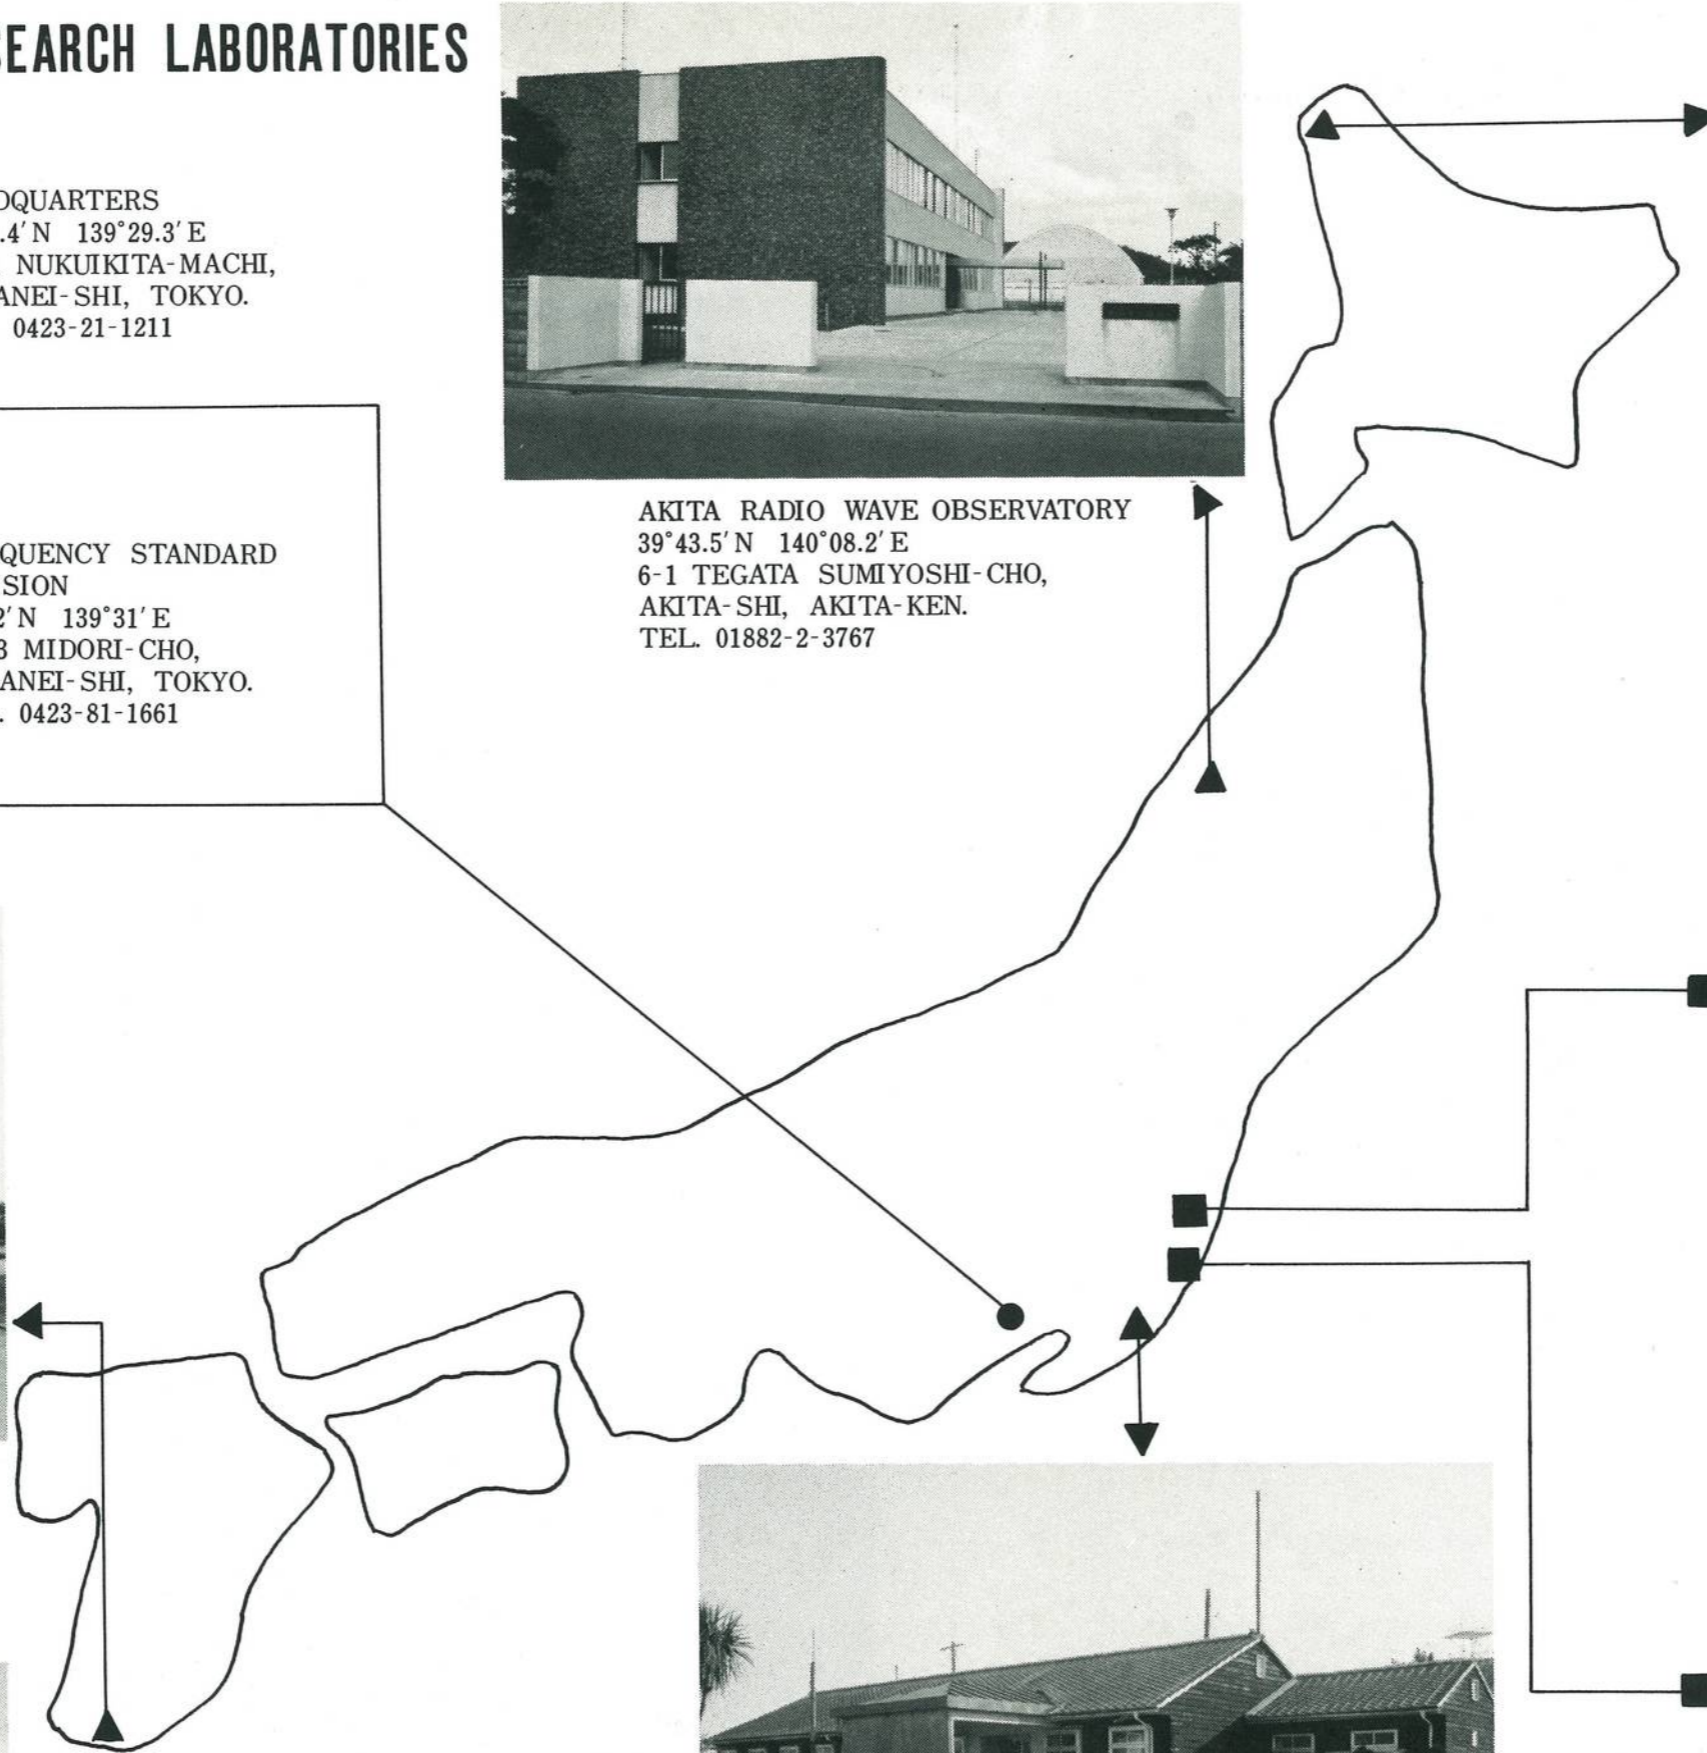 SEARCH LABORATORIES
DQUARTERS
.4′N 139°29.3′E
NUKUIKITA-MACHI,
ANEI-SHI, TOKYO.
0423-21-1211
QUENCY STANDARD
SION
2′N 139°31′E
3 MIDORI-CHO,
ANEI-SHI, TOKYO.
. 0423-81-1661
AKITA RADIO WAVE OBSERVATORY
39°43.5′N 140°08.2′E
6-1 TEGATA SUMIYOSHI-CHO,
AKITA-SHI, AKITA-KEN.
TEL. 01882-2-3767